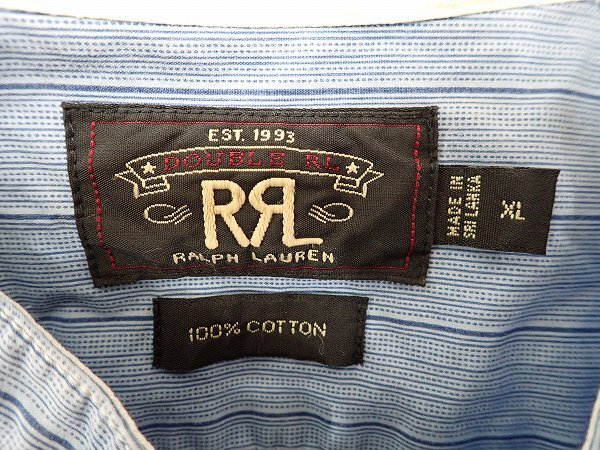 EST. 1993
DOUBLE RL
RRL
RALPH LAUREN
MADE IN
SRI LANKA
XL
100% COTTON